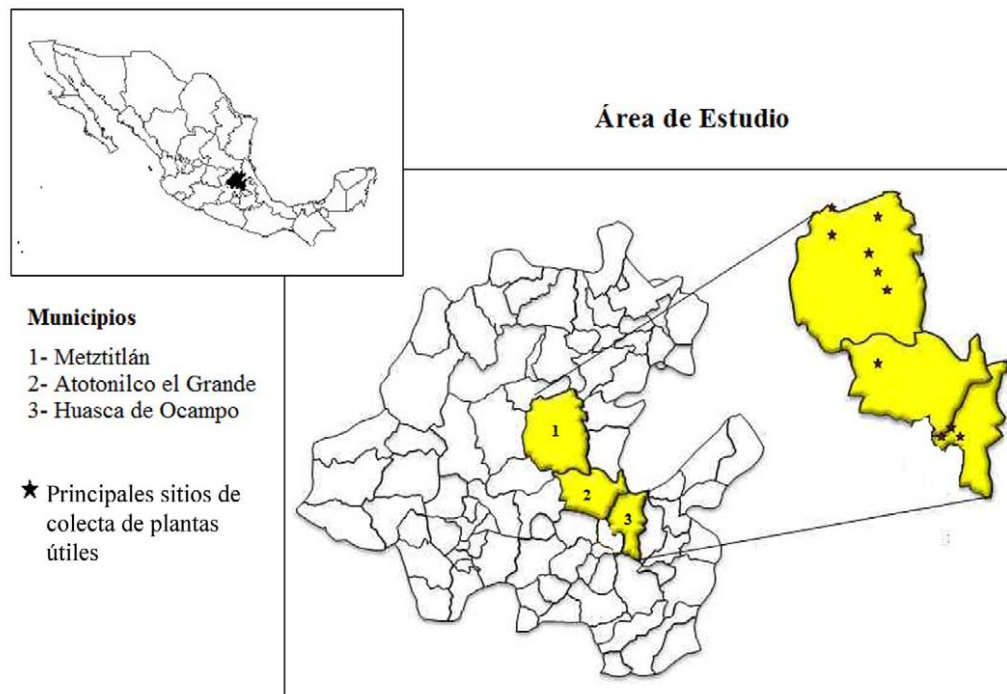 Área de Estudio
Municipios
1- Metztitlán
2- Atotonilco el Grande
3- Huasca de Ocampo
★ Principales sitios de
colecta de plantas
útiles
1
2
3